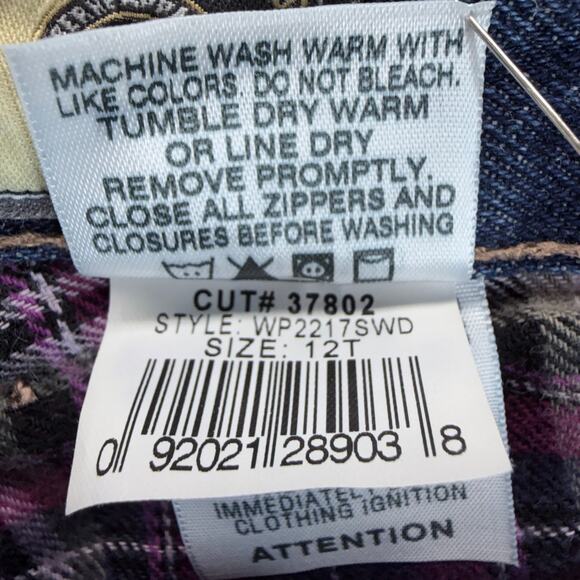 MACHINE WASH WARM WITH
LIKE COLORS. DO NOT BLEACH.
TUMBLE DRY WARM
OR LINE DRY
REMOVE PROMPTLY.
CLOSE ALL ZIPPERS AND
CLOSURES BEFORE WASHING
CUT# 37802
STYLE: WP2217SWD
SIZE: 12T
0 92021 28903 8
IMMEDIATELY
CLOTHING IGNITION
ATTENTION